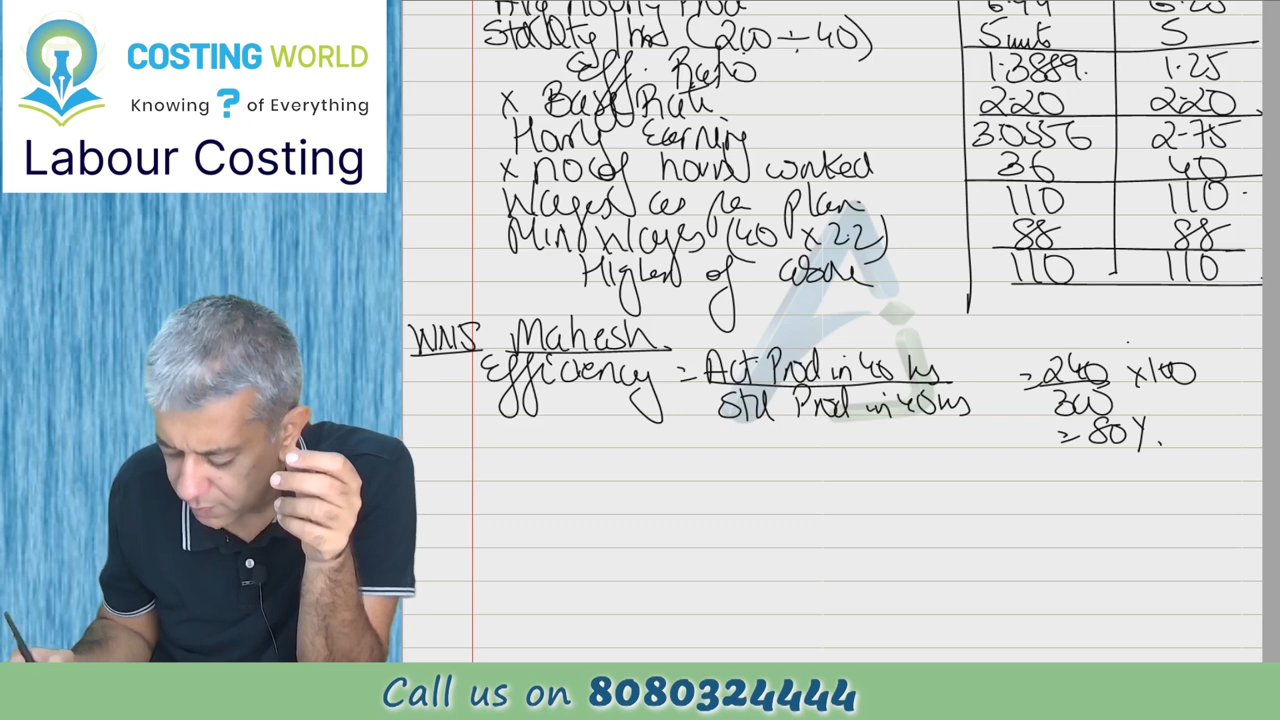 COSTING WORLD
Knowing ? of Everything
Labour Costing
Avg Hourly Prod 6.94 6.25
Std Qty / hrs (200 ÷ 40) 5 units 5
Eff. Ratio 1.3889. 1.25
x Base Rate 2.20 2.20
Hourly Earning 3.0556 2.75
x no of hours worked 36 40
Wages as per plan 110 110
Min Wages (40 x 2.2) 88 88
Highest of above 110 110
WN5 Mahesh.
Efficiency = Act Prod in 40 hrs = 240 x 100
Std Prod in 40 hrs 300
= 80%.
Call us on 8080324444